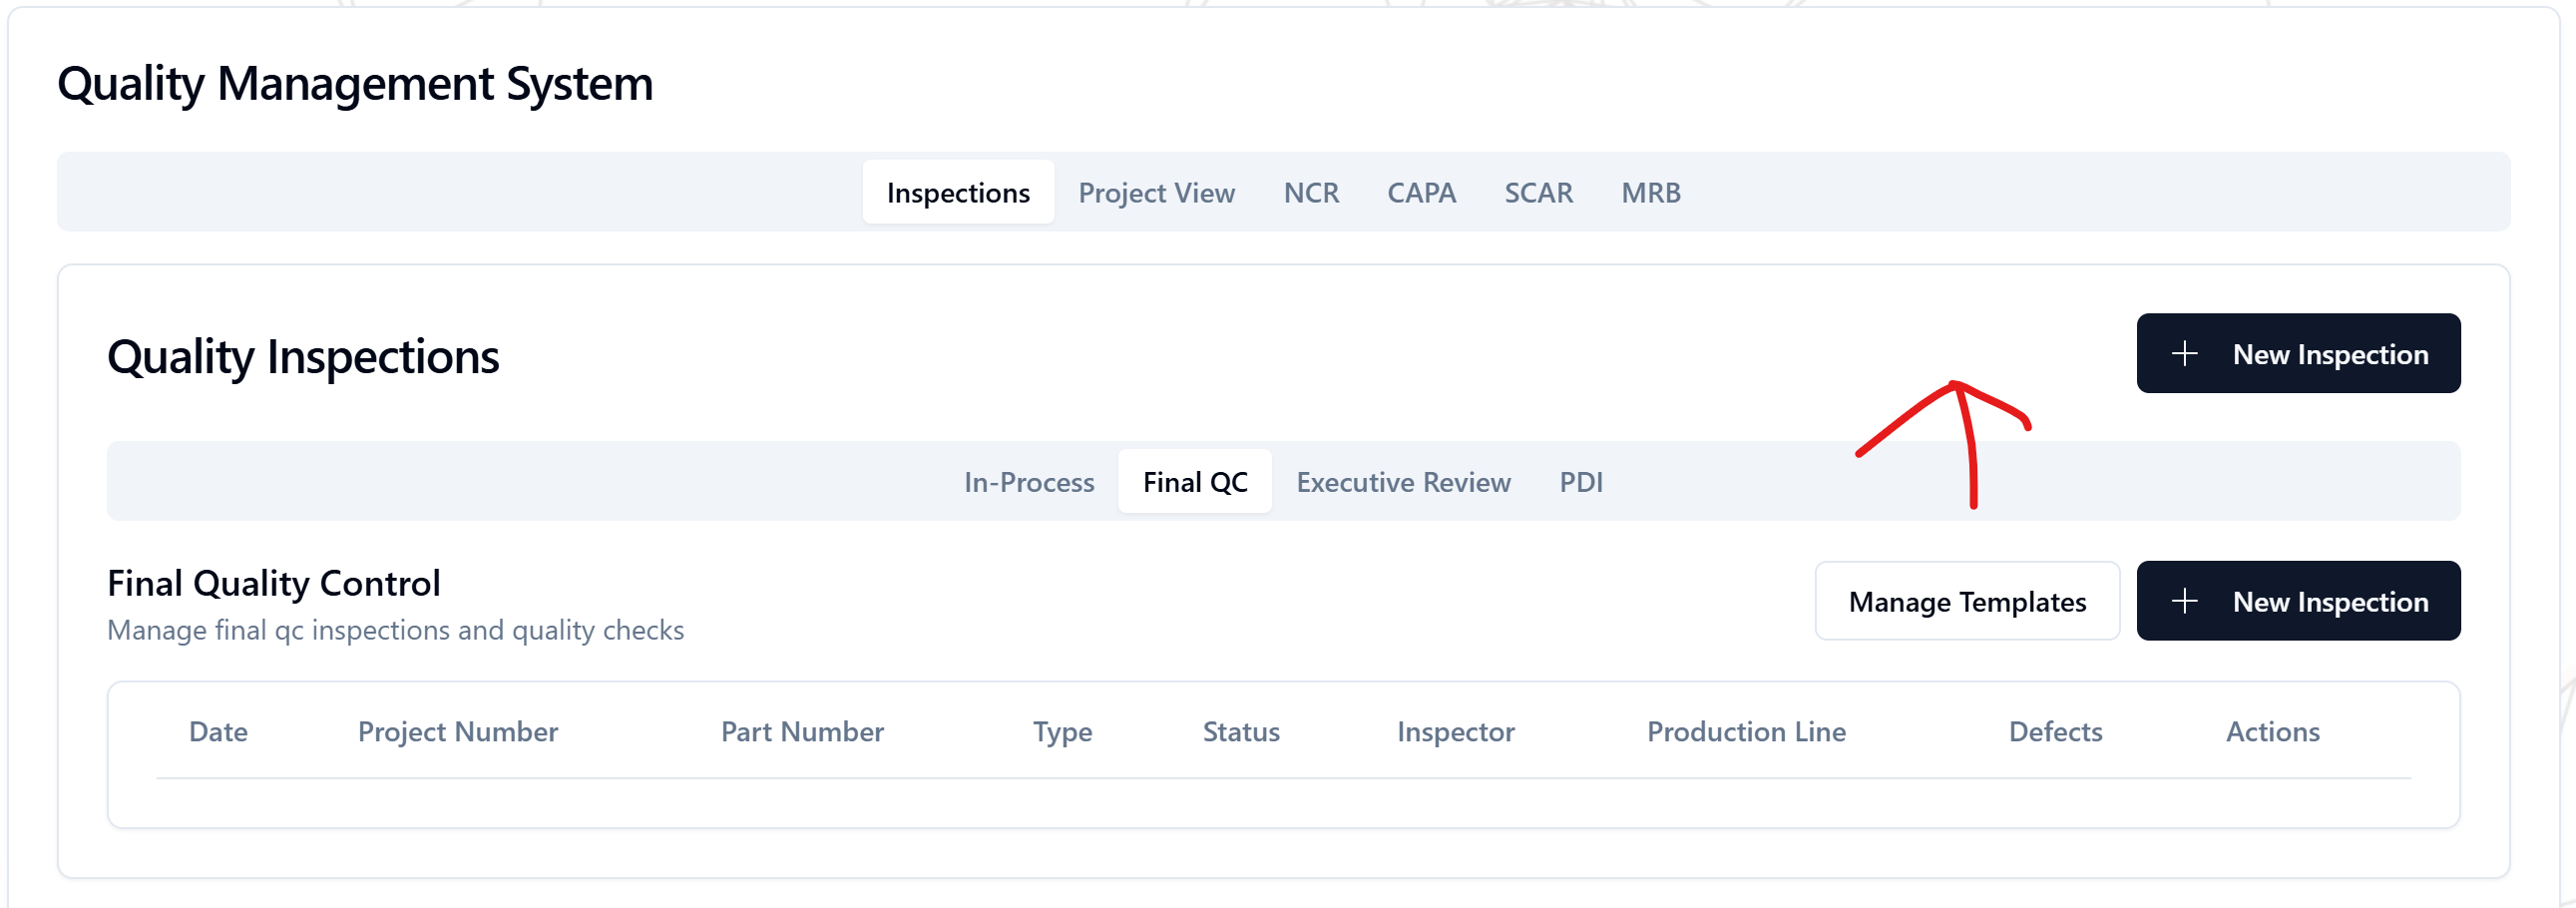 Quality Management System
Inspections Project View NCR CAPA SCAR MRB
Quality Inspections
New Inspection
In-Process Final QC Executive Review PDI
Final Quality Control
Manage final qc inspections and quality checks
Manage Templates
New Inspection
Date Project Number Part Number Type Status Inspector Production Line Defects Actions